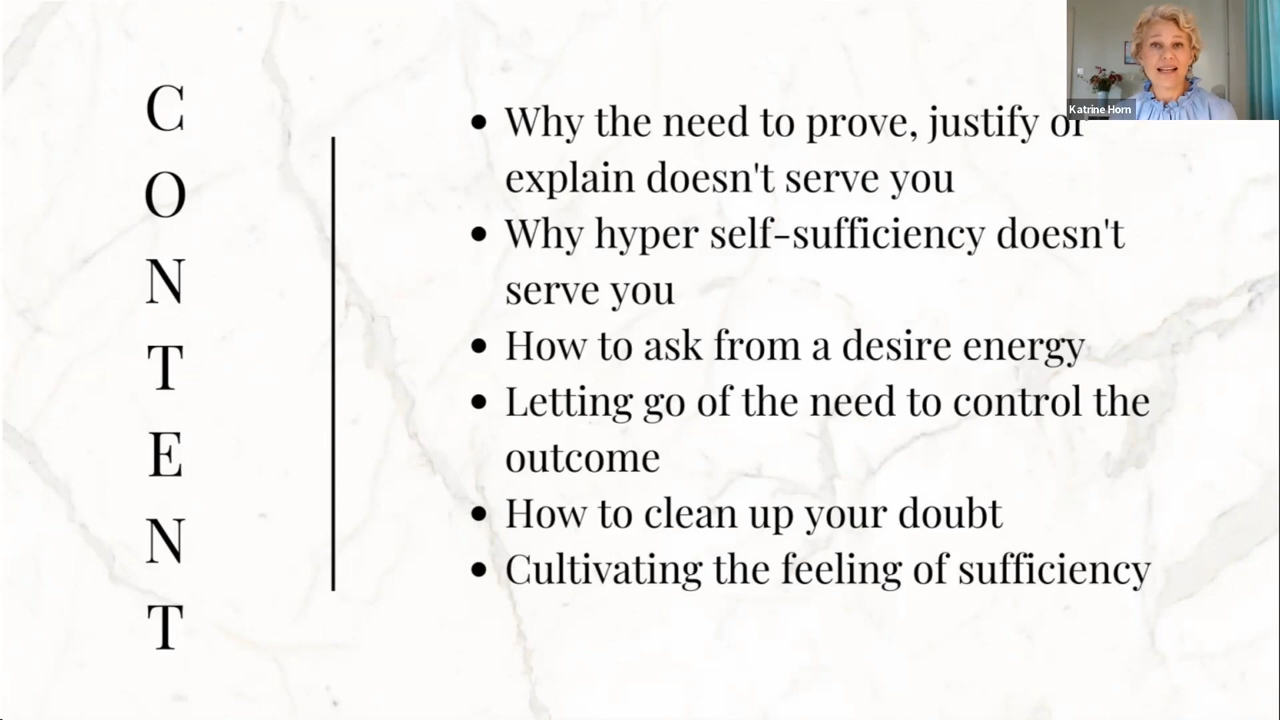 CONTENT
• Why the need to prove, justify or
explain doesn't serve you
• Why hyper self-sufficiency doesn't
serve you
• How to ask from a desire energy
• Letting go of the need to control the
outcome
• How to clean up your doubt
• Cultivating the feeling of sufficiency
Katrine Horn